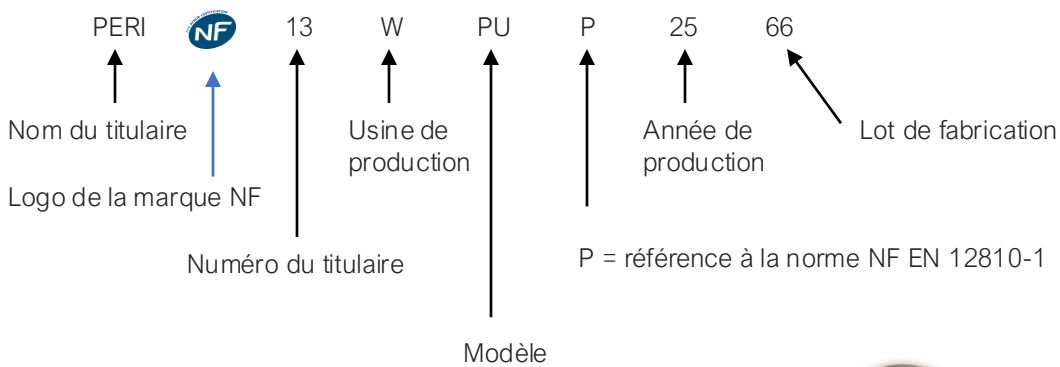 PERI NF 13 W PU P 25 66
Nom du titulaire
Usine de
production
Année de
production
Lot de fabrication
Logo de la marque NF
Numéro du titulaire
P = référence à la norme NF EN 12810-1
Modèle